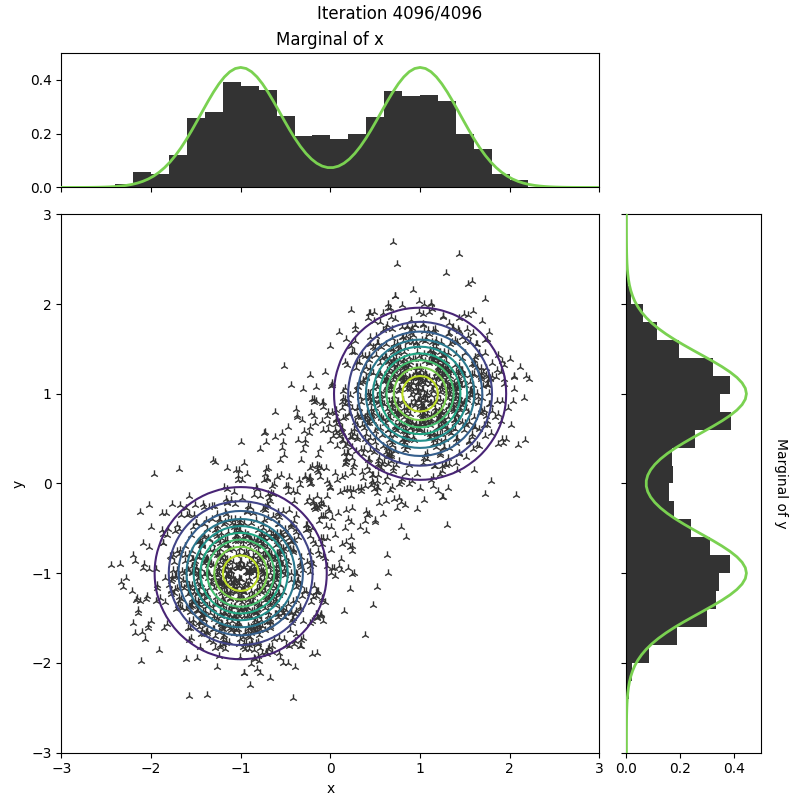 Iteration 4096/4096
Marginal of x
0.4
0.2
0.0
3
2
1
0
−1
−2
−3
y
−3 −2 −1 0 1 2 3
x
0.0 0.2 0.4
Marginal of y